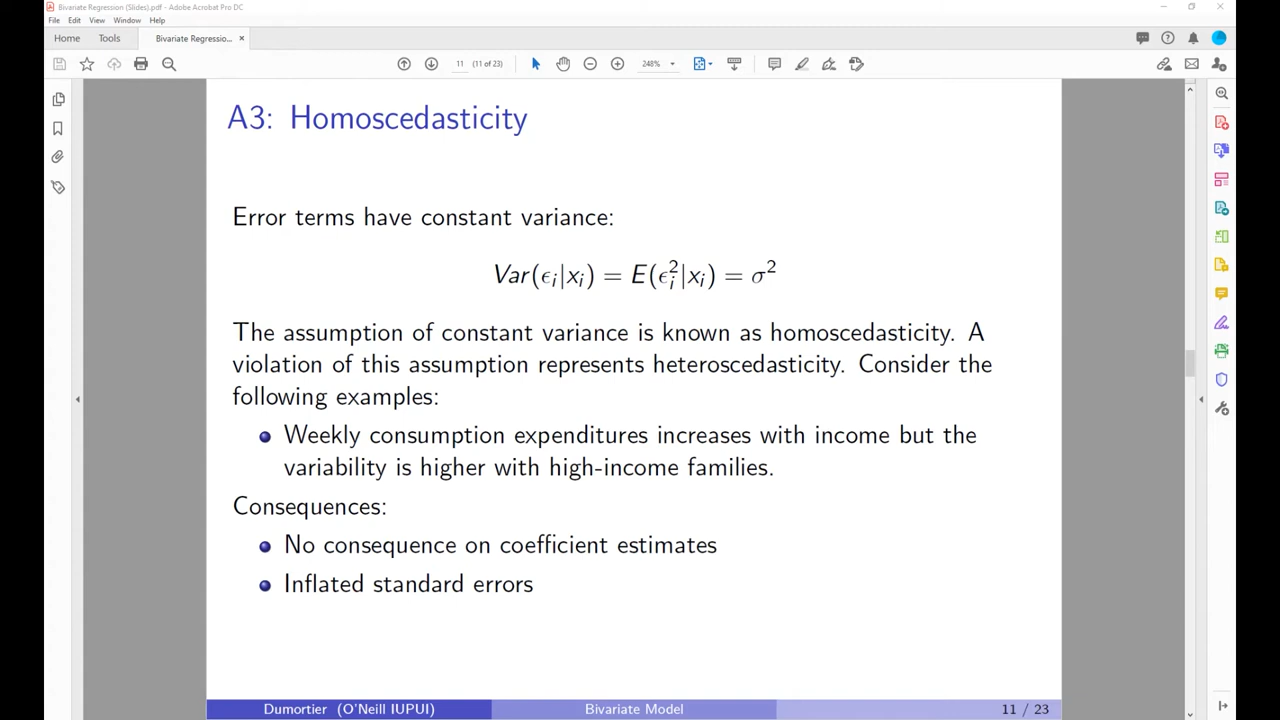 Bivariate Regression (Slides).pdf - Adobe Acrobat Pro DC
File Edit View Window Help
Home Tools Bivariate Regressio... ×
11 (11 of 23) 248%
A3: Homoscedasticity
Error terms have constant variance:
Var(ϵᵢ|xᵢ) = E(ϵᵢ²|xᵢ) = σ²
The assumption of constant variance is known as homoscedasticity. A
violation of this assumption represents heteroscedasticity. Consider the
following examples:
Weekly consumption expenditures increases with income but the
variability is higher with high-income families.
Consequences:
No consequence on coefficient estimates
Inflated standard errors
Dumortier (O'Neill IUPUI) Bivariate Model 11 / 23